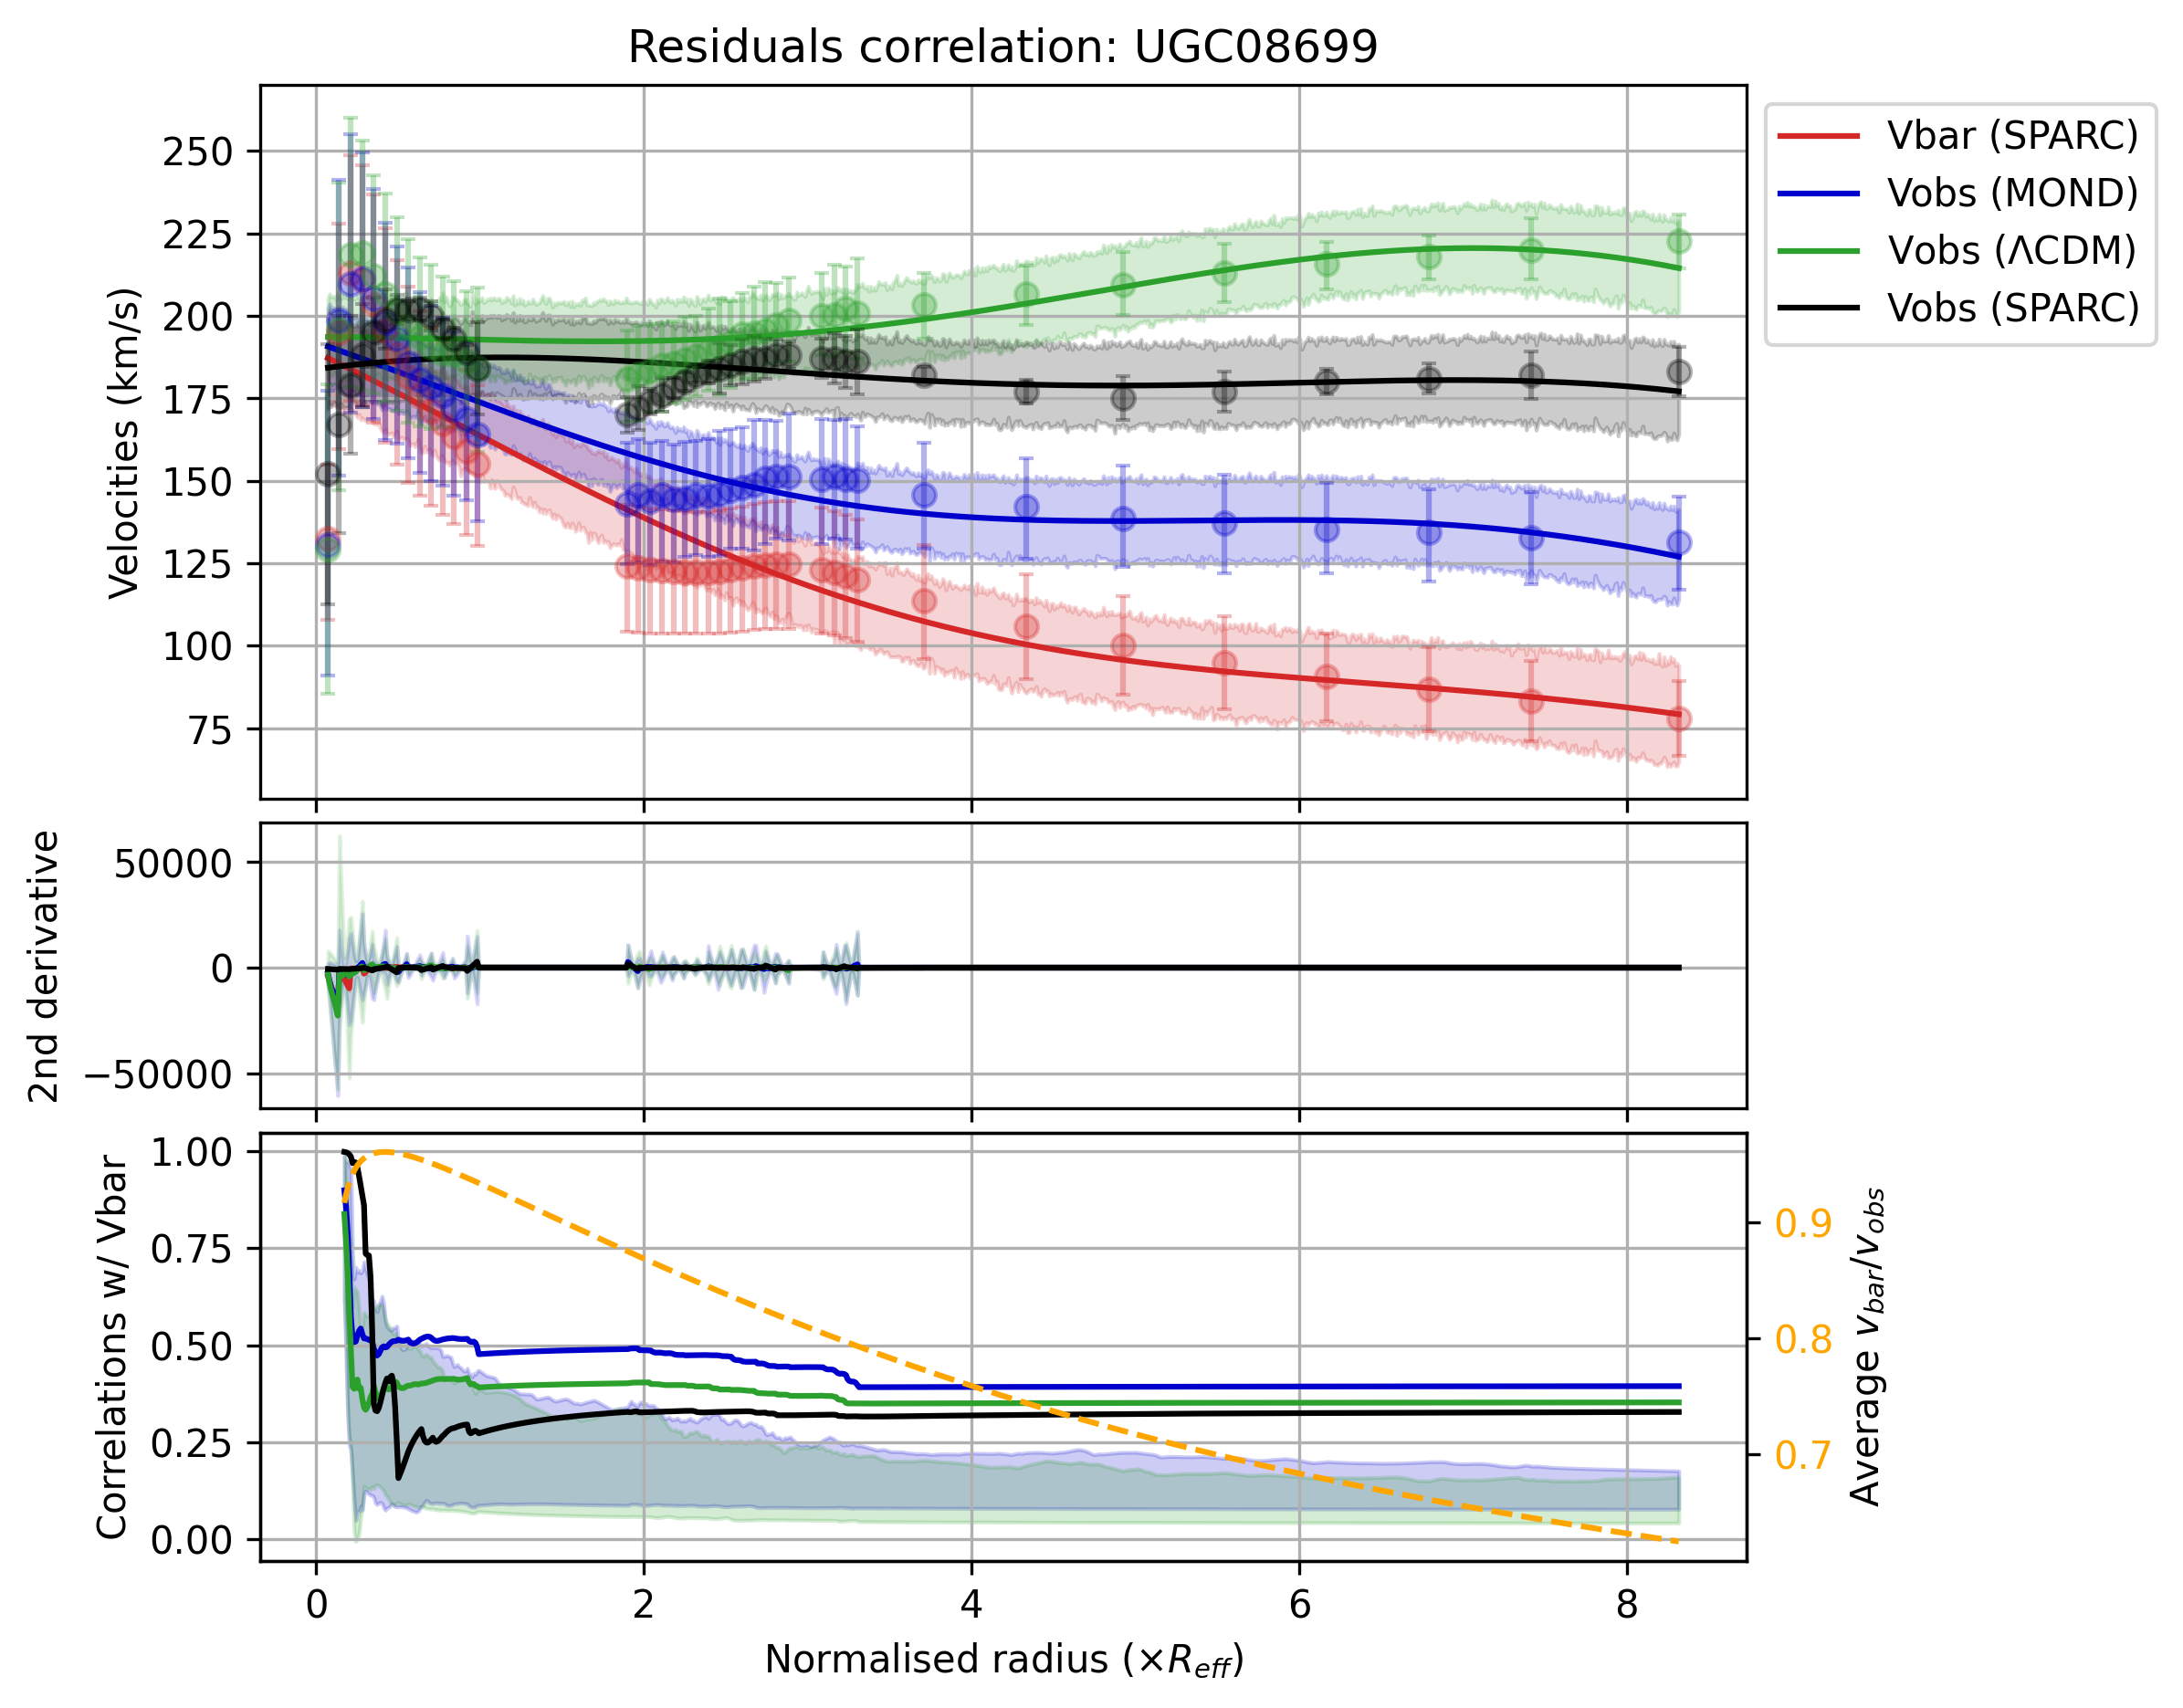 Residuals correlation: UGC08699
Velocities (km/s)
250
225
200
175
150
125
100
75
Vbar (SPARC)
Vobs (MOND)
Vobs (ΛCDM)
Vobs (SPARC)
2nd derivative
50000
0
−50000
Correlations w/ Vbar
1.00
0.75
0.50
0.25
0.00
0.9
0.8
0.7
Average v_bar/v_obs
0 2 4 6 8
Normalised radius (×R_eff)